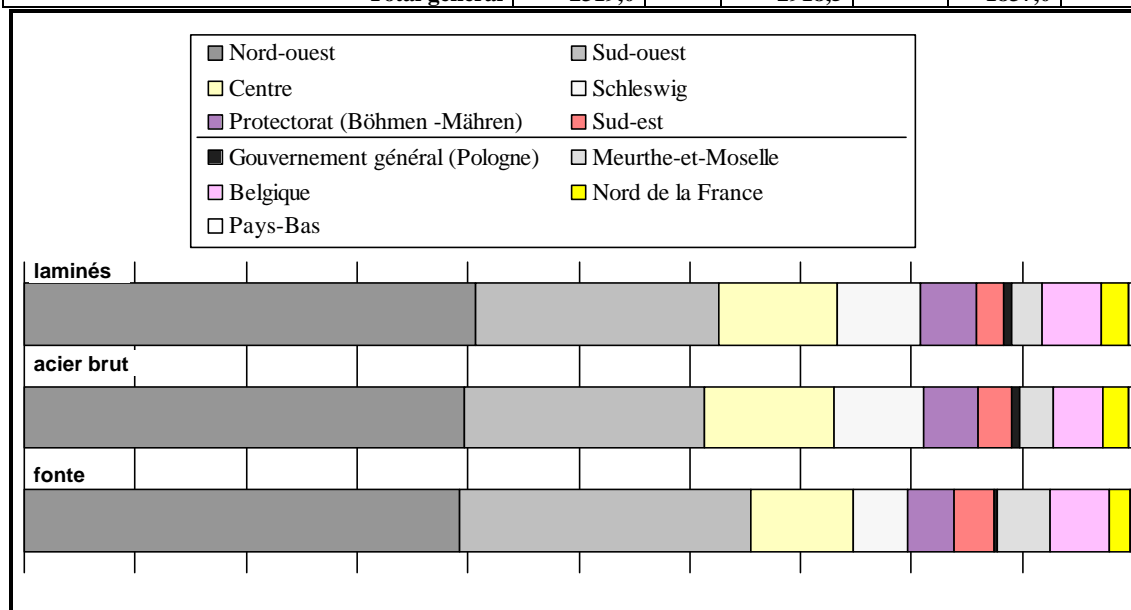 Nord-ouest Sud-ouest
Centre Schleswig
Protectorat (Böhmen -Mähren) Sud-est
Gouvernement général (Pologne) Meurthe-et-Moselle
Belgique Nord de la France
Pays-Bas
laminés
acier brut
fonte